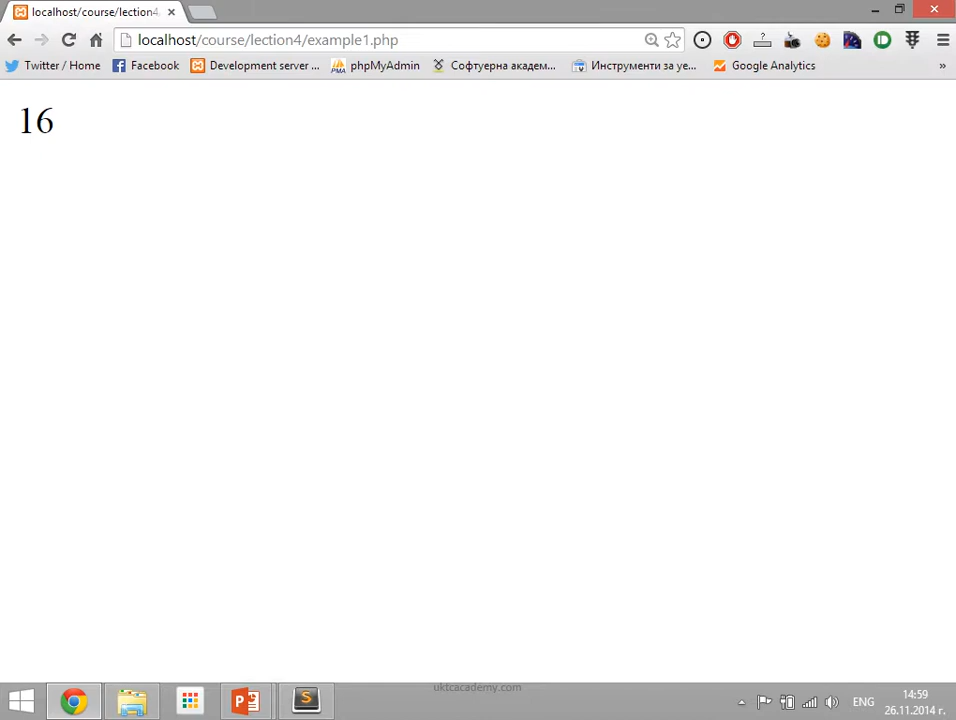 localhost/course/lection4
localhost/course/lection4/example1.php
Twitter / Home
Facebook
Development server ...
phpMyAdmin
Софтуерна академ...
Инструменти за уе...
Google Analytics
»
16
uktcacademy.com
ENG
14:59
26.11.2014 г.